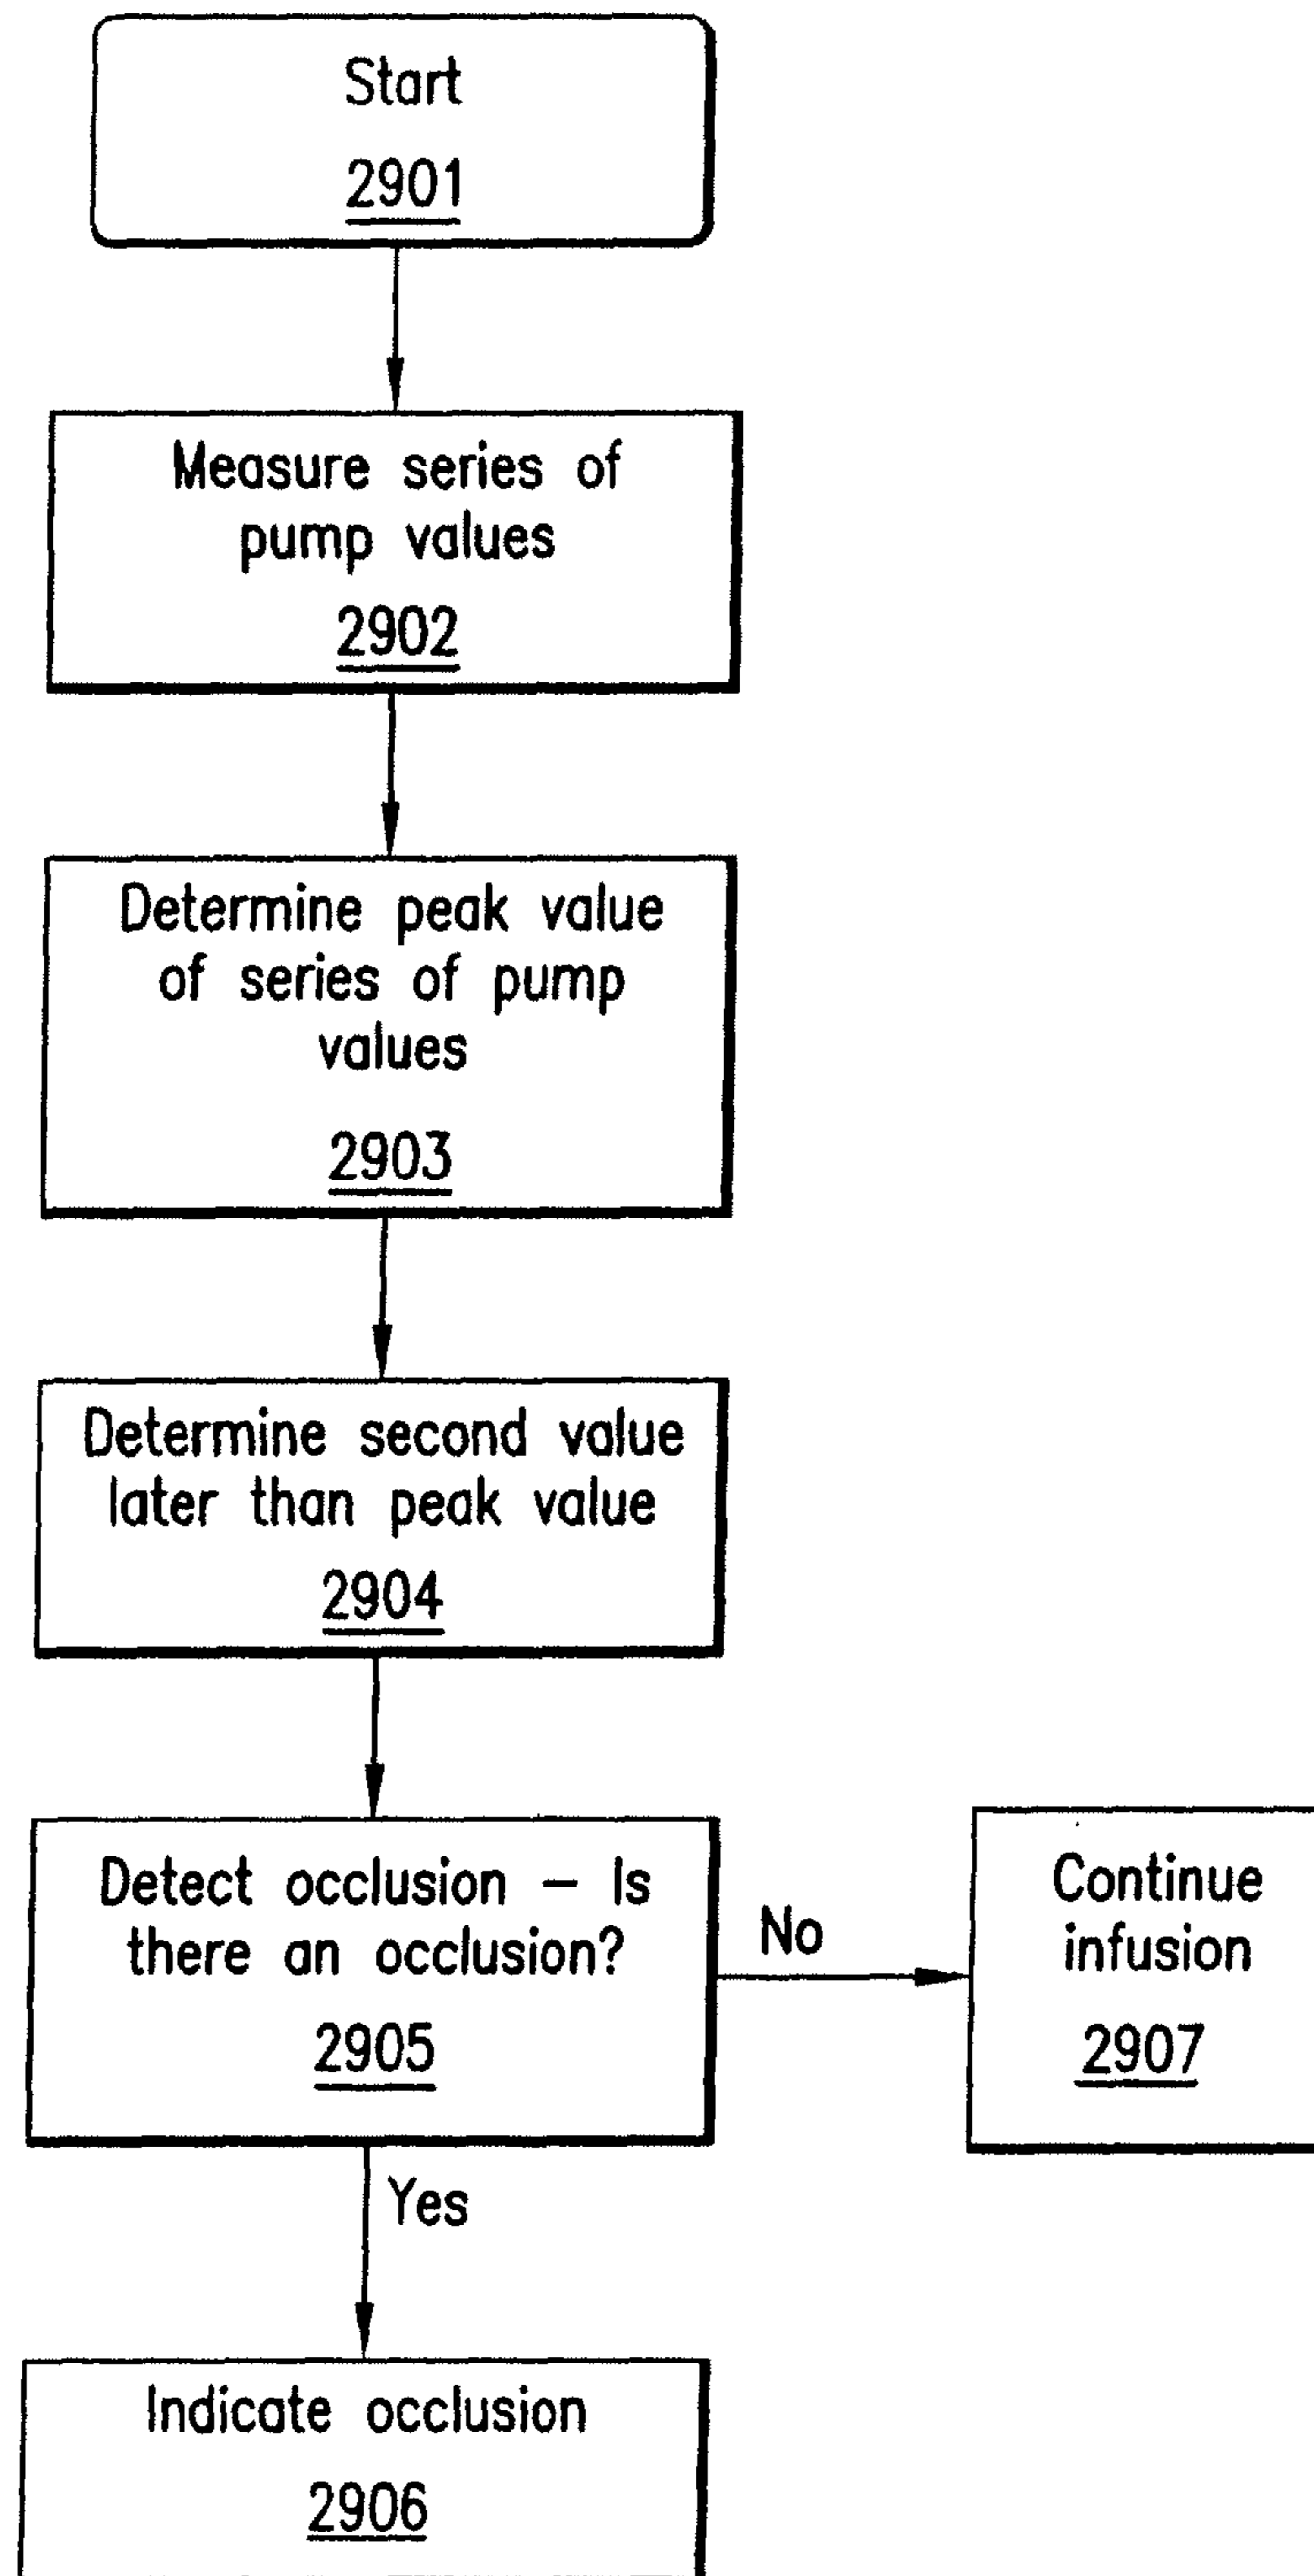 Start
2901
Measure series of
pump values
2902
Determine peak value
of series of pump
values
2903
Determine second value
later than peak value
2904
Detect occlusion – Is
there an occlusion?
2905
No
Continue
infusion
2907
Yes
Indicate occlusion
2906